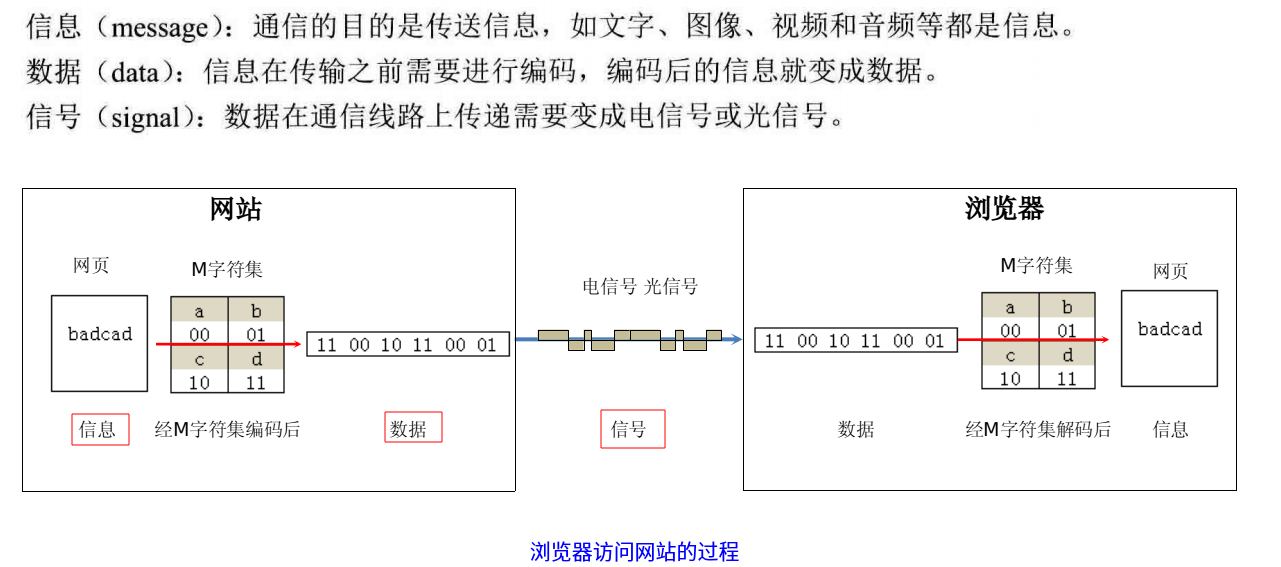 信息（message）：通信的目的是传送信息，如文字、图像、视频和音频等都是信息。
数据（data）：信息在传输之前需要进行编码，编码后的信息就变成数据。
信号（signal）：数据在通信线路上传递需要变成电信号或光信号。
网站
网页
M字符集
badcad
a b
00 01
c d
10 11
11 00 10 11 00 01
信息
经M字符集编码后
数据
电信号 光信号
信号
浏览器
M字符集
网页
11 00 10 11 00 01
a b
00 01
c d
10 11
badcad
数据
经M字符集解码后
信息
浏览器访问网站的过程